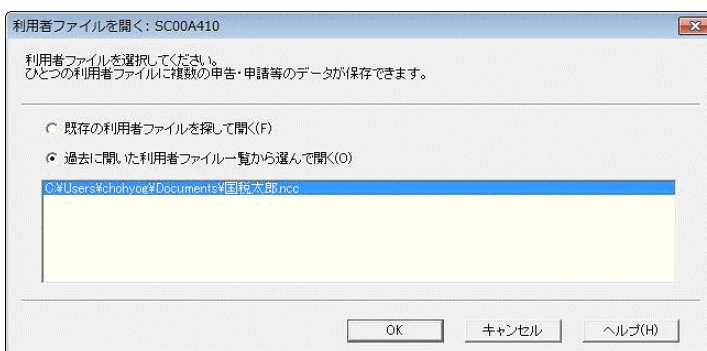 利用者ファイルを開く: SC00A410
利用者ファイルを選択してください。
ひとつの利用者ファイルに複数の申告・申請等のデータが保存できます。
既存の利用者ファイルを探して開く(F)
過去に開いた利用者ファイル一覧から選んで開く(O)
C:¥Users¥chohyog¥Documents¥国税太郎.ncc
OK
キャンセル
ヘルプ(H)